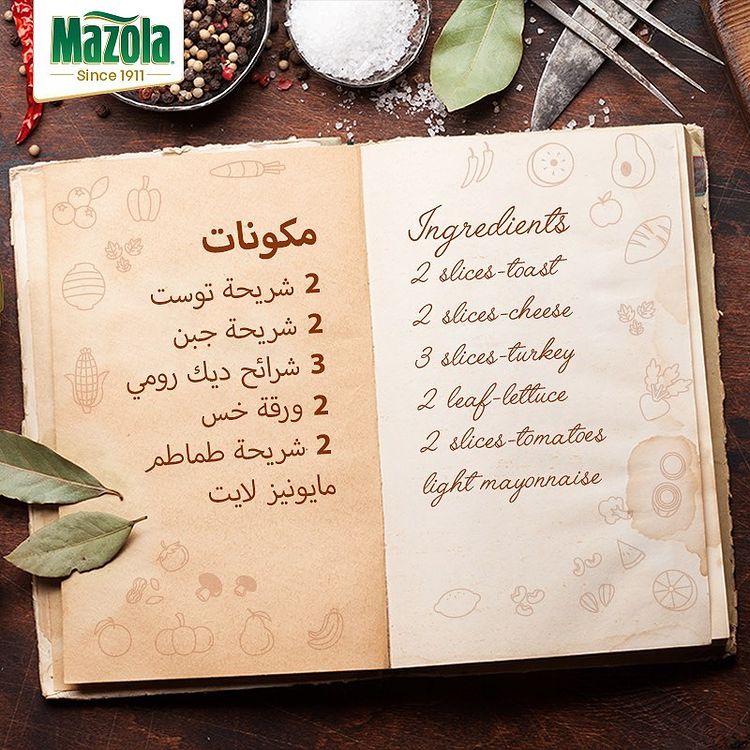 Mazola
Since 1911
مكونات
2 شريحة توست
2 شريحة جبن
3 شرائح ديك رومي
2 ورقة خس
2 شريحة طماطم
مايونيز لايت
Ingredients
2 slices-toast
2 slices-cheese
3 slices-turkey
2 leaf-lettuce
2 slices-tomatoes
light mayonnaise